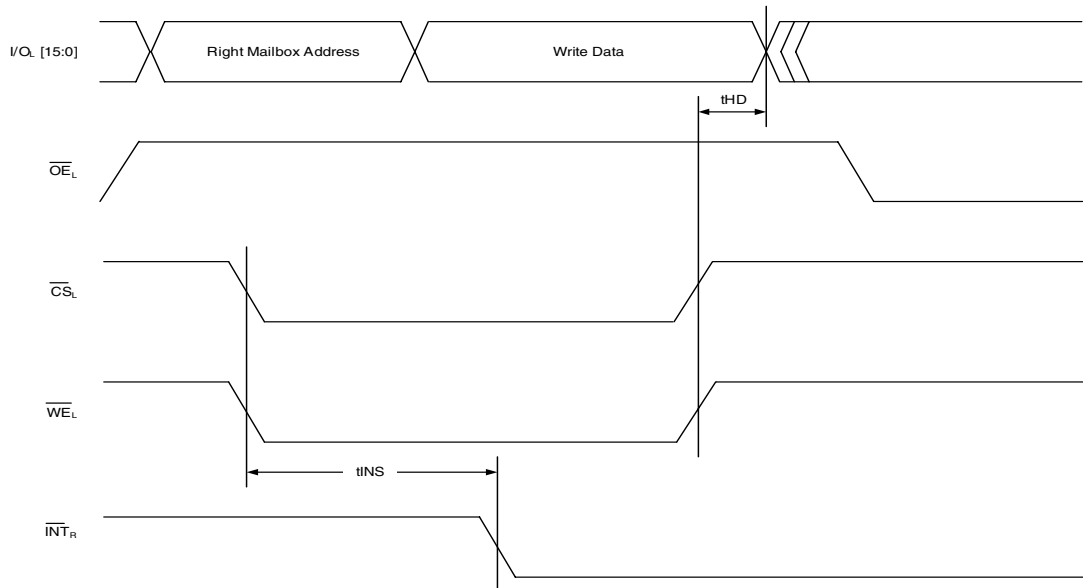 I/OL [15:0]
Right Mailbox Address
Write Data
tHD
OEL
CSL
WEL
tINS
INTR